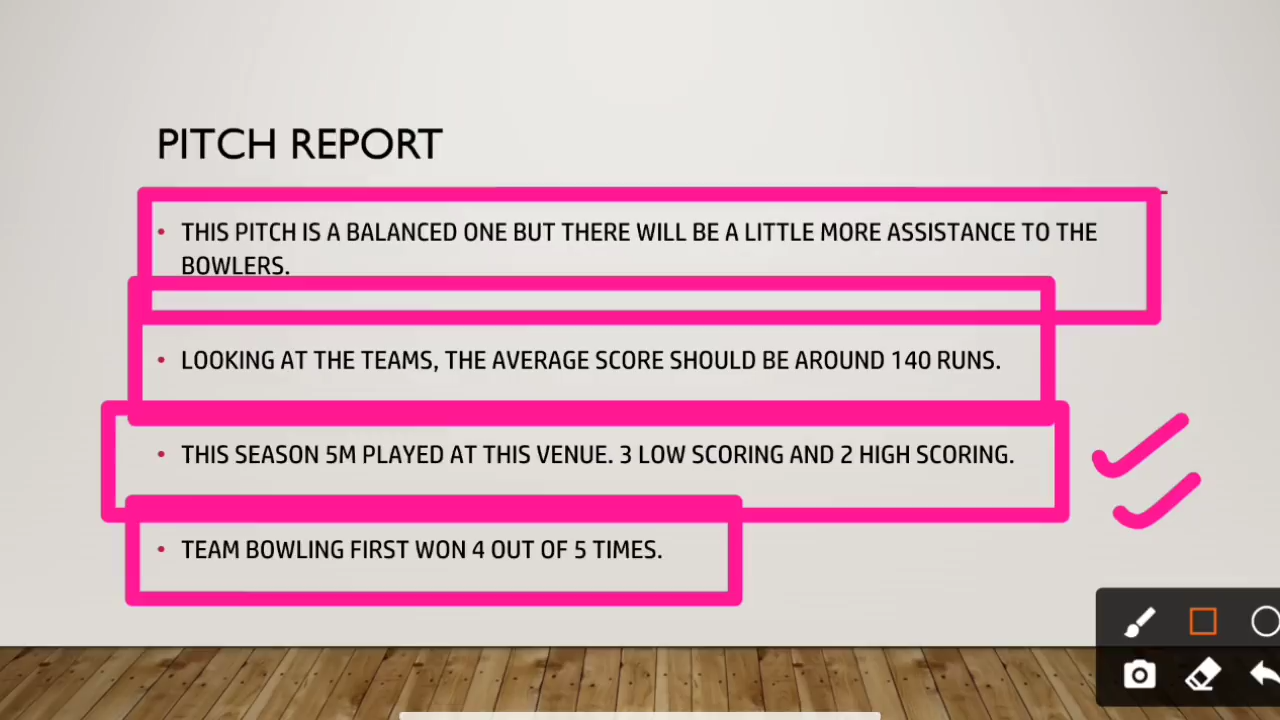 PITCH REPORT
• THIS PITCH IS A BALANCED ONE BUT THERE WILL BE A LITTLE MORE ASSISTANCE TO THE
BOWLERS.
• LOOKING AT THE TEAMS, THE AVERAGE SCORE SHOULD BE AROUND 140 RUNS.
• THIS SEASON 5M PLAYED AT THIS VENUE. 3 LOW SCORING AND 2 HIGH SCORING.
• TEAM BOWLING FIRST WON 4 OUT OF 5 TIMES.